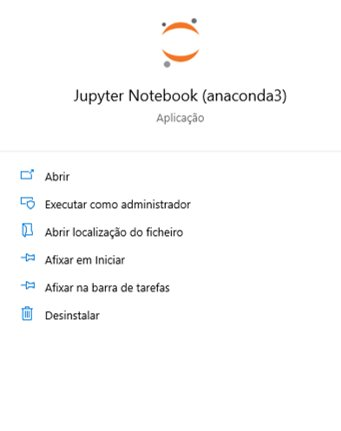 Jupyter Notebook (anaconda3)
Aplicação
Abrir
Executar como administrador
Abrir localização do ficheiro
Afixar em Iniciar
Afixar na barra de tarefas
Desinstalar